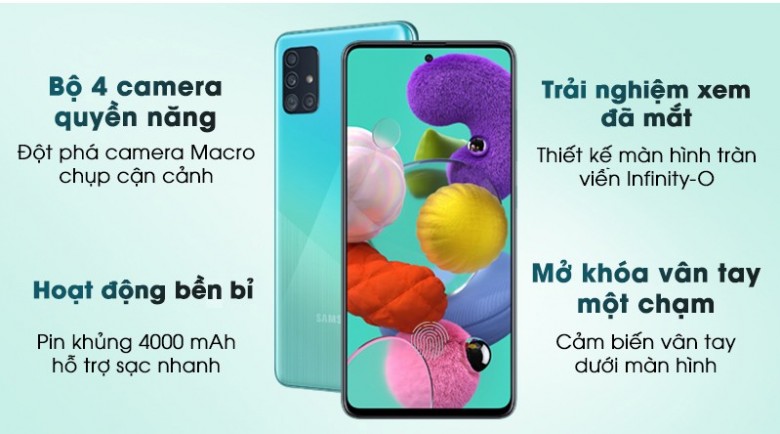 Bộ 4 camera
quyền năng
Đột phá camera Macro
chụp cận cảnh
Hoạt động bền bỉ
Pin khủng 4000 mAh
hỗ trợ sạc nhanh
SAMSUNG
Trải nghiệm xem
đã mắt
Thiết kế màn hình tràn
viền Infinity-O
Mở khóa vân tay
một chạm
Cảm biến vân tay
dưới màn hình